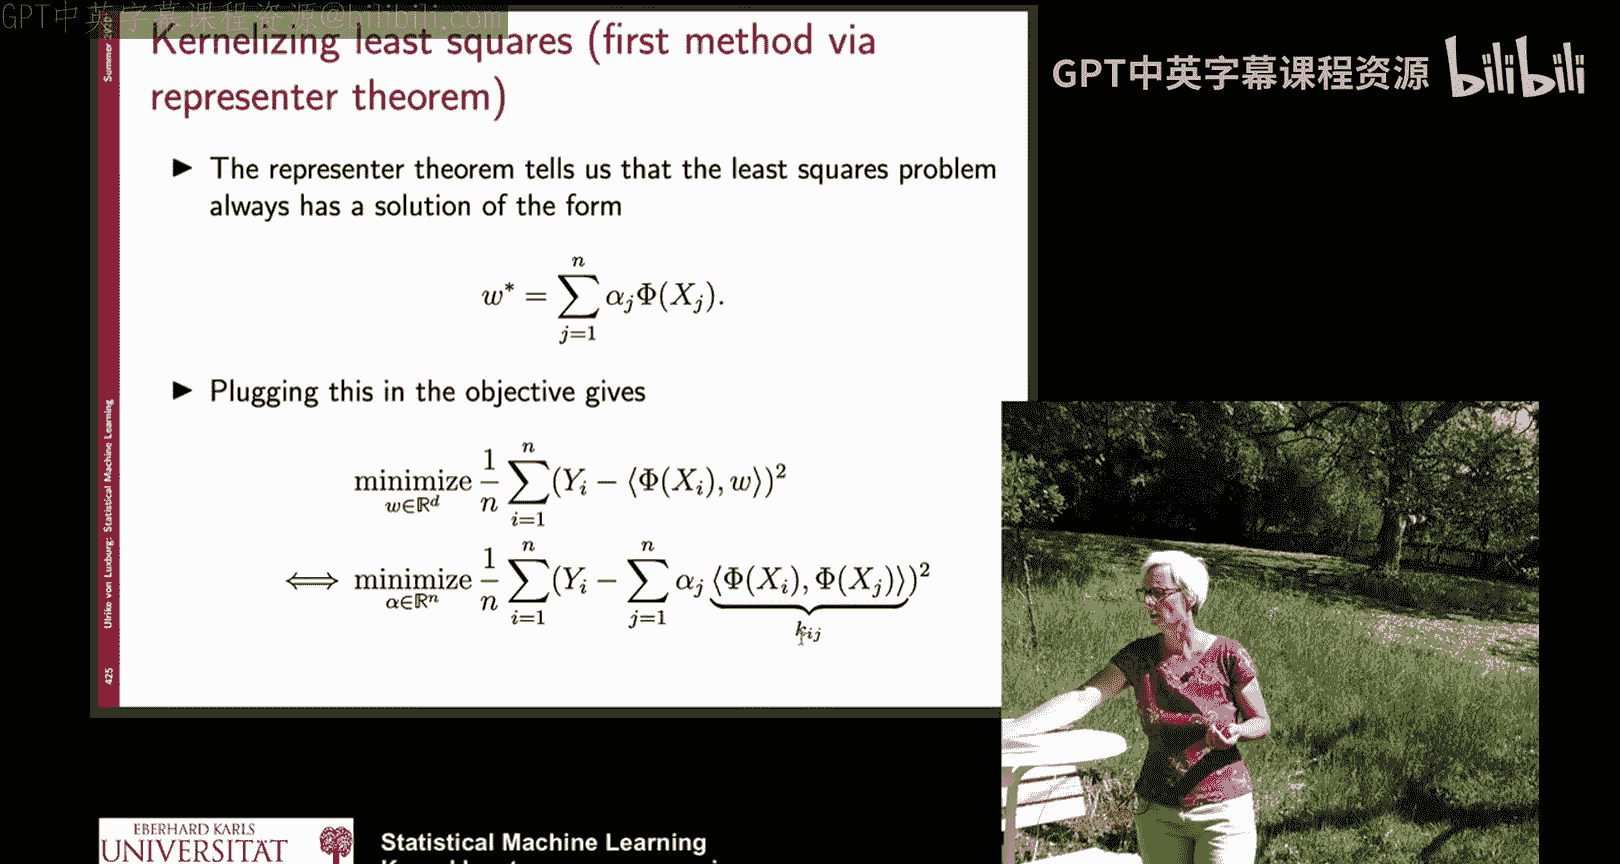 GPT中英字幕课程资源@bilibili.com
GPT中英字幕课程资源 bilibili
Kernelizing least squares (first method via
representer theorem)
▶ The representer theorem tells us that the least squares problem
always has a solution of the form
w* = ∑_{j=1}^{n} α_j Φ(X_j).
▶ Plugging this in the objective gives
minimize_{w∈ℝ^d} 1/n ∑_{i=1}^{n} (Y_i − ⟨Φ(X_i), w⟩)²
⟺ minimize_{α∈ℝ^n} 1/n ∑_{i=1}^{n} (Y_i − ∑_{j=1}^{n} α_j ⟨Φ(X_i), Φ(X_j)⟩)²
k_{ij}
Summer
Ulrike von Luxburg: Statistical Machine Learning
425
EBERHARD KARLS
UNIVERSITÄT
Statistical Machine Learning